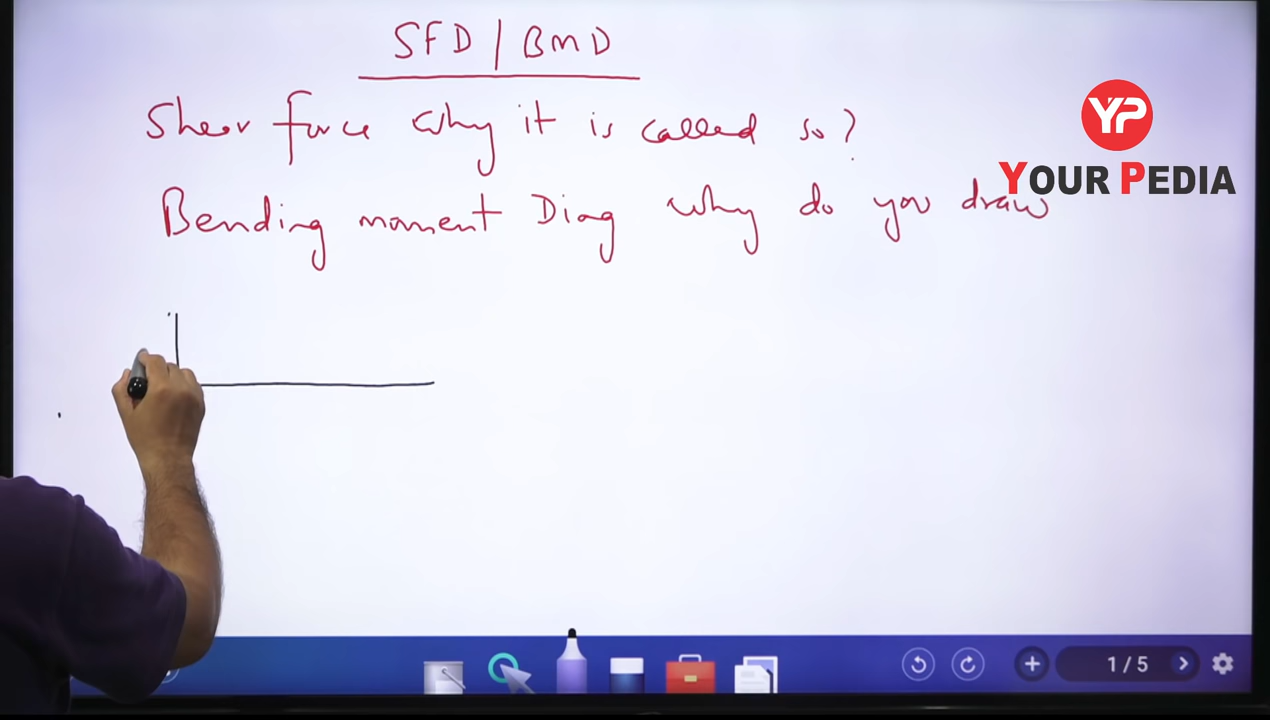 SFD / BMD
Shear force why it is called so?
YP
YOUR PEDIA
Bending moment Diag why do you draw
1 / 5